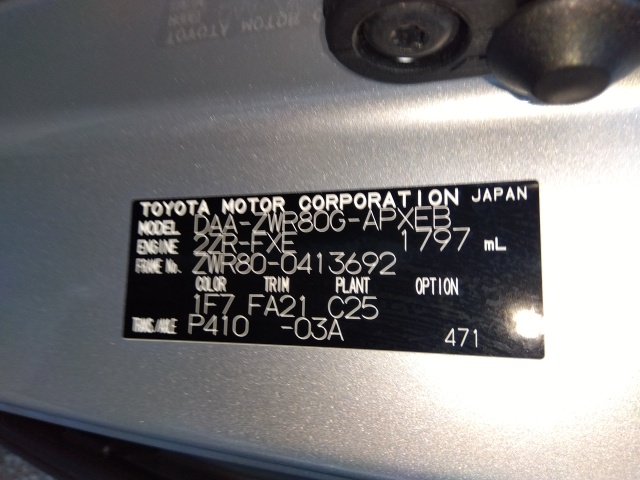 TOYOTA MOTOR CORPORATION JAPAN
MODEL DAA-ZWR80G-APXEB
ENGINE 2ZR-FXE 1797 mL
FRAME No. ZWR80-0413692
COLOR TRIM PLANT OPTION
1F7 FA21 C25
TRANS/AXLE P410 -03A
471